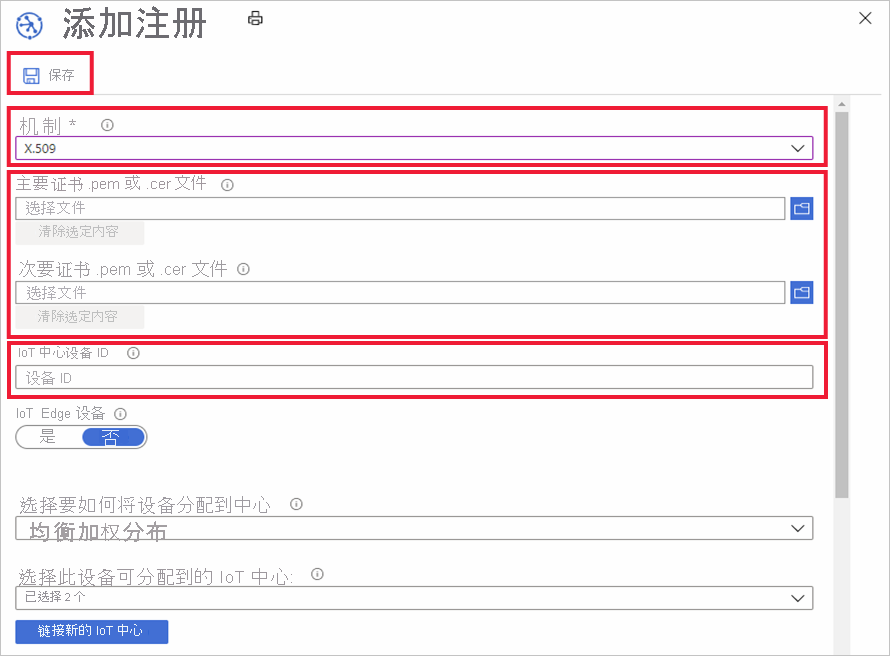 添加注册
保存
机制 *
X.509
主要证书 .pem 或 .cer 文件
选择文件
清除选定内容
次要证书 .pem 或 .cer 文件
选择文件
清除选定内容
IoT 中心设备 ID
设备 ID
IoT Edge 设备
是 否
选择要如何将设备分配到中心
均衡加权分布
选择此设备可分配到的 IoT 中心:
已选择 2 个
链接新的 IoT 中心